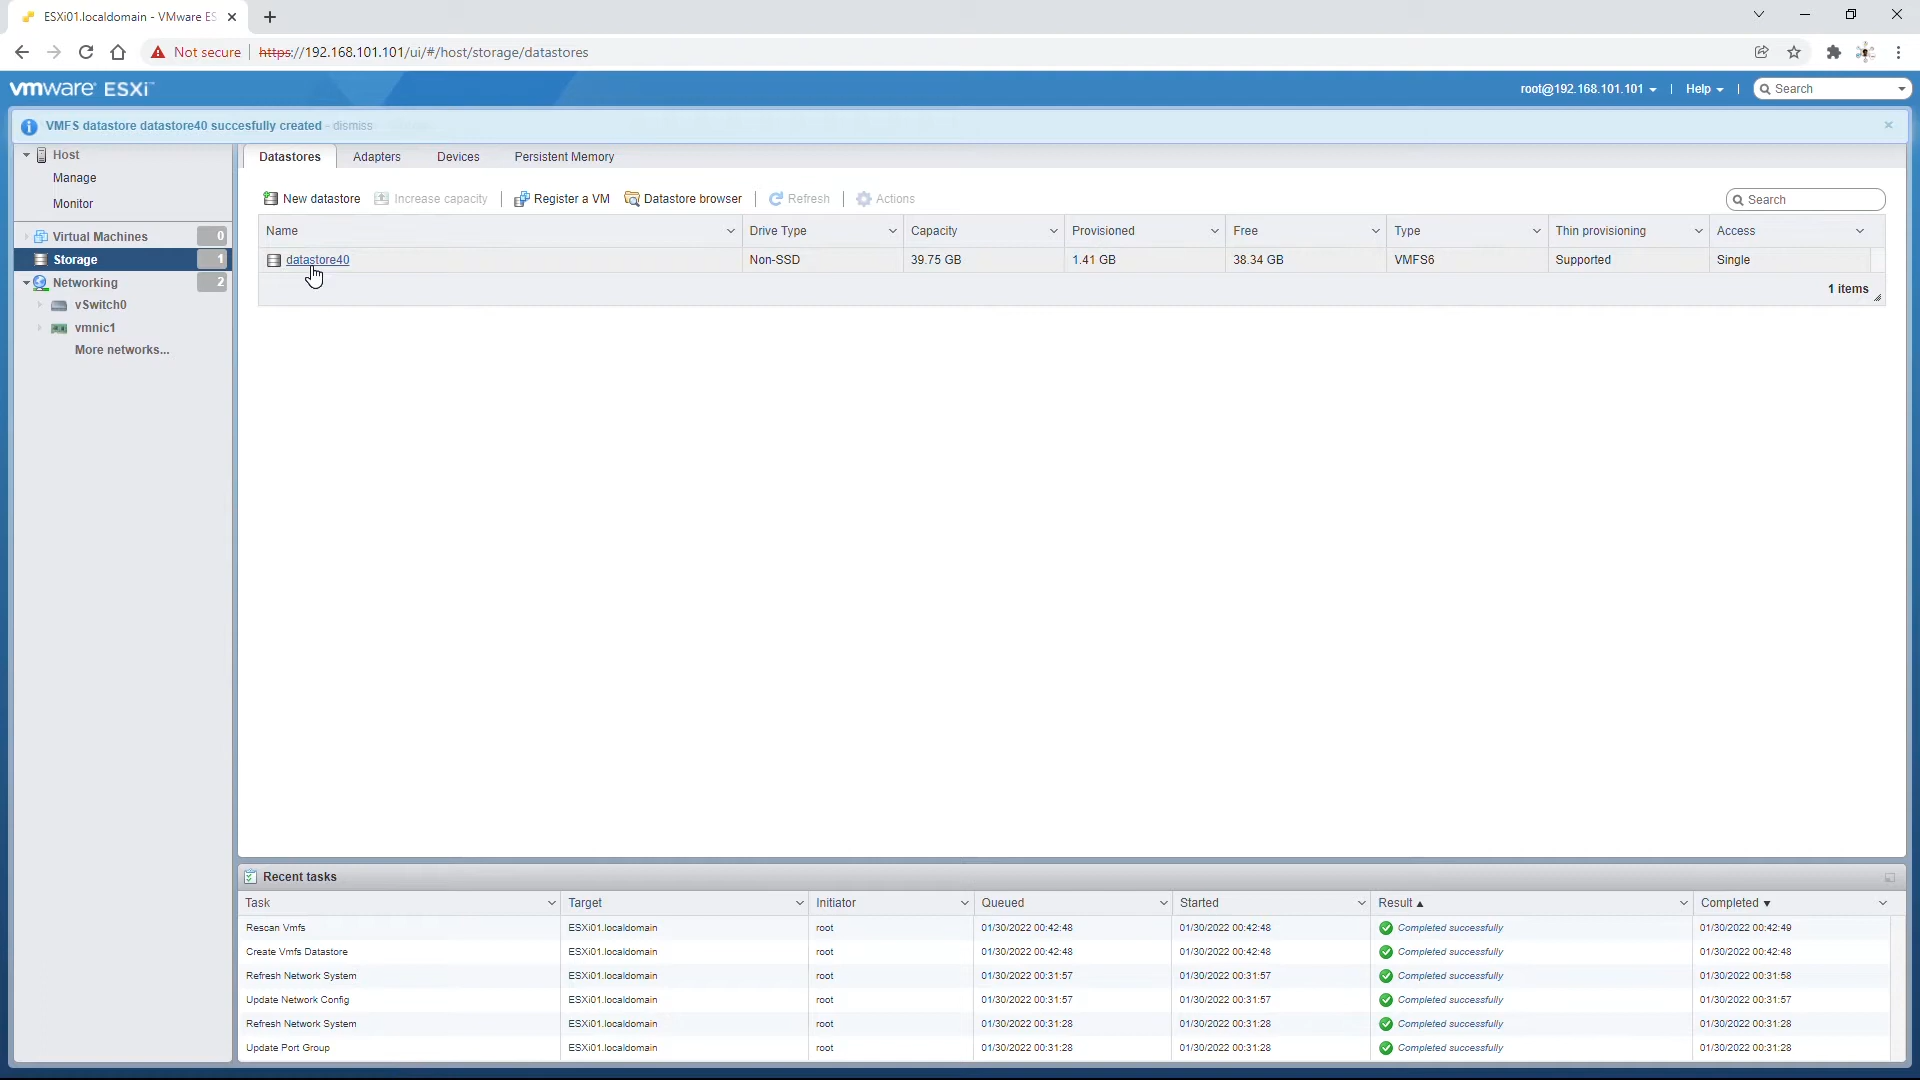 ESXi01.localdomain - VMware ES
Not secure https://192.168.101.101/ui/#/host/storage/datastores
vmware ESXi™
root@192.168.101.101 | Help | Search
VMFS datastore datastore40 succesfully created - dismiss
Host
Manage
Monitor
Virtual Machines 0
Storage 1
Networking 2
vSwitch0
vmnic1
More networks...
Datastores Adapters Devices Persistent Memory
New datastore Increase capacity | Register a VM Datastore browser | Refresh | Actions Search
Name Drive Type Capacity Provisioned Free Type Thin provisioning Access
datastore40 Non-SSD 39.75 GB 1.41 GB 38.34 GB VMFS6 Supported Single
1 items
Recent tasks
Task Target Initiator Queued Started Result Completed
Rescan Vmfs ESXi01.localdomain root 01/30/2022 00:42:48 01/30/2022 00:42:48 Completed successfully 01/30/2022 00:42:49
Create Vmfs Datastore ESXi01.localdomain root 01/30/2022 00:42:48 01/30/2022 00:42:48 Completed successfully 01/30/2022 00:42:48
Refresh Network System ESXi01.localdomain root 01/30/2022 00:31:57 01/30/2022 00:31:57 Completed successfully 01/30/2022 00:31:58
Update Network Config ESXi01.localdomain root 01/30/2022 00:31:57 01/30/2022 00:31:57 Completed successfully 01/30/2022 00:31:57
Refresh Network System ESXi01.localdomain root 01/30/2022 00:31:28 01/30/2022 00:31:28 Completed successfully 01/30/2022 00:31:28
Update Port Group ESXi01.localdomain root 01/30/2022 00:31:28 01/30/2022 00:31:28 Completed successfully 01/30/2022 00:31:28